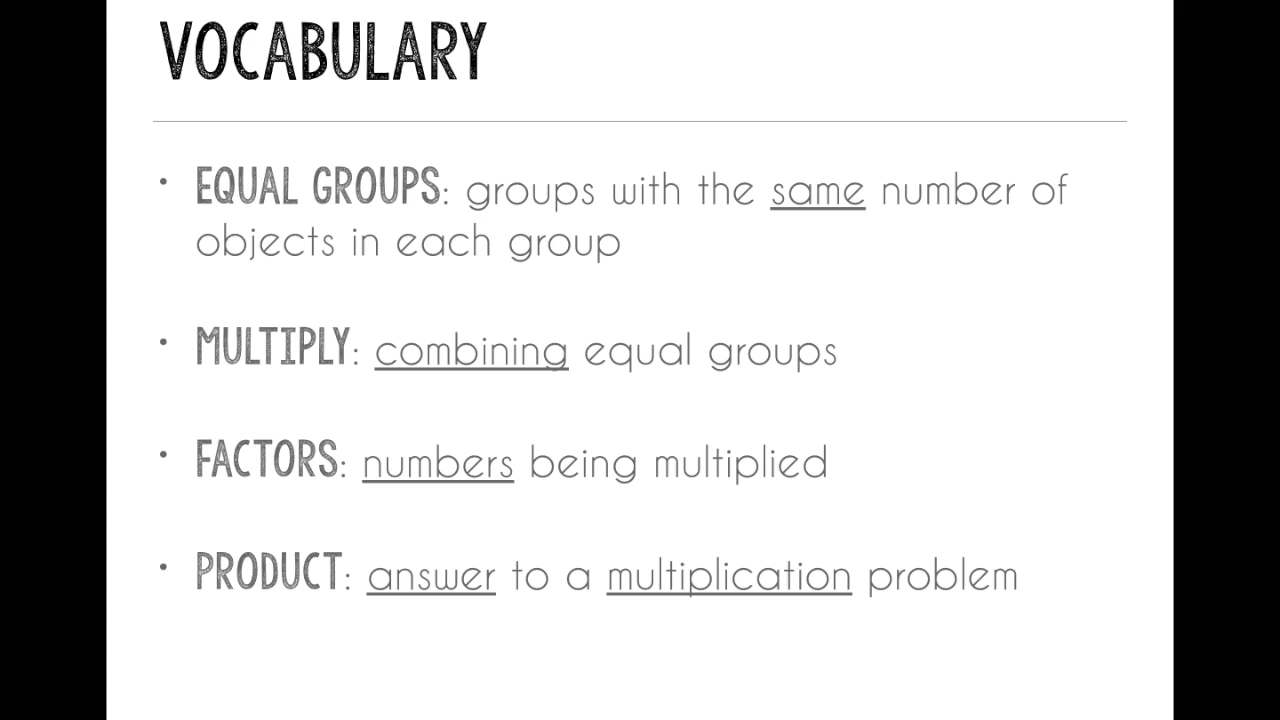 VOCABULARY
• EQUAL GROUPS: groups with the same number of
objects in each group
• MULTIPLY: combining equal groups
• FACTORS: numbers being multiplied
• PRODUCT: answer to a multiplication problem